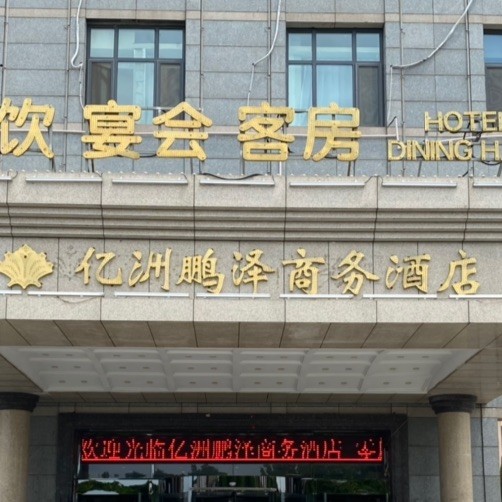 饮 宴会 客房
HOTEL
DINING H
亿洲鹏泽商务酒店
欢迎光临亿洲鹏泽商务酒店